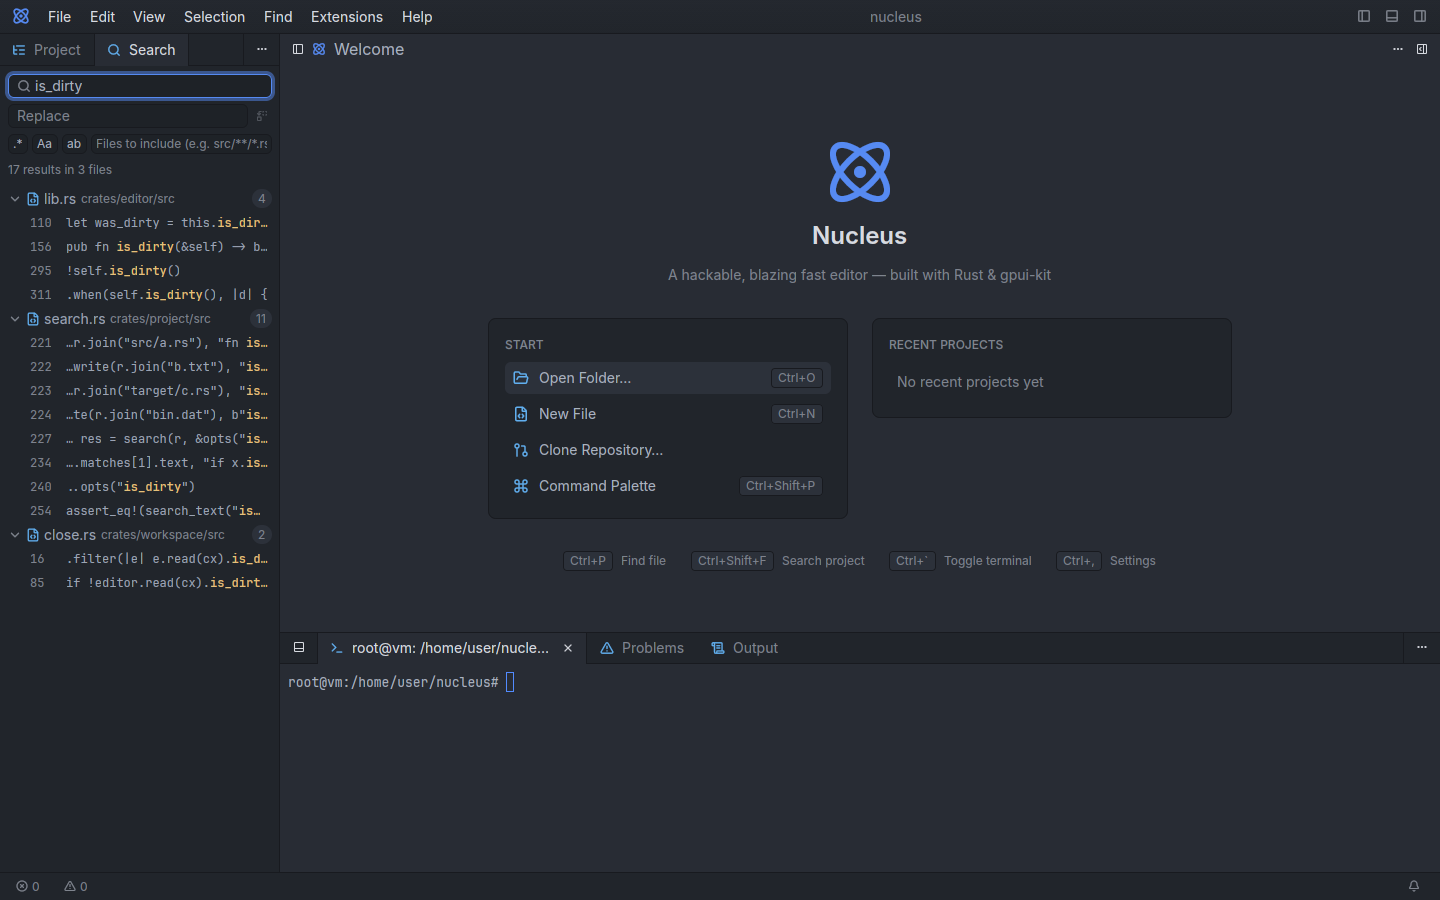 File Edit View Selection Find Extensions Help
nucleus
Project Search
Welcome
is_dirty
Replace
.* Aa ab Files to include (e.g. src/**/*.rs
17 results in 3 files
lib.rs crates/editor/src 4
110 let was_dirty = this.is_dir…
156 pub fn is_dirty(&self) -> b…
295 !self.is_dirty()
311 .when(self.is_dirty(), |d| {
search.rs crates/project/src 11
221 …r.join("src/a.rs"), "fn is…
222 …write(r.join("b.txt"), "is…
223 …r.join("target/c.rs"), "is…
224 …te(r.join("bin.dat"), b"is…
227 … res = search(r, &opts("is…
234 ….matches[1].text, "if x.is…
240 ..opts("is_dirty")
254 assert_eq!(search_text("is…
close.rs crates/workspace/src 2
16 .filter(|e| e.read(cx).is_d…
85 if !editor.read(cx).is_dirt…
Nucleus
A hackable, blazing fast editor — built with Rust & gpui-kit
START
Open Folder... Ctrl+O
New File Ctrl+N
Clone Repository...
Command Palette Ctrl+Shift+P
RECENT PROJECTS
No recent projects yet
Ctrl+P Find file Ctrl+Shift+F Search project Ctrl+` Toggle terminal Ctrl+, Settings
root@vm: /home/user/nucle... Problems Output
root@vm:/home/user/nucleus#
0 0